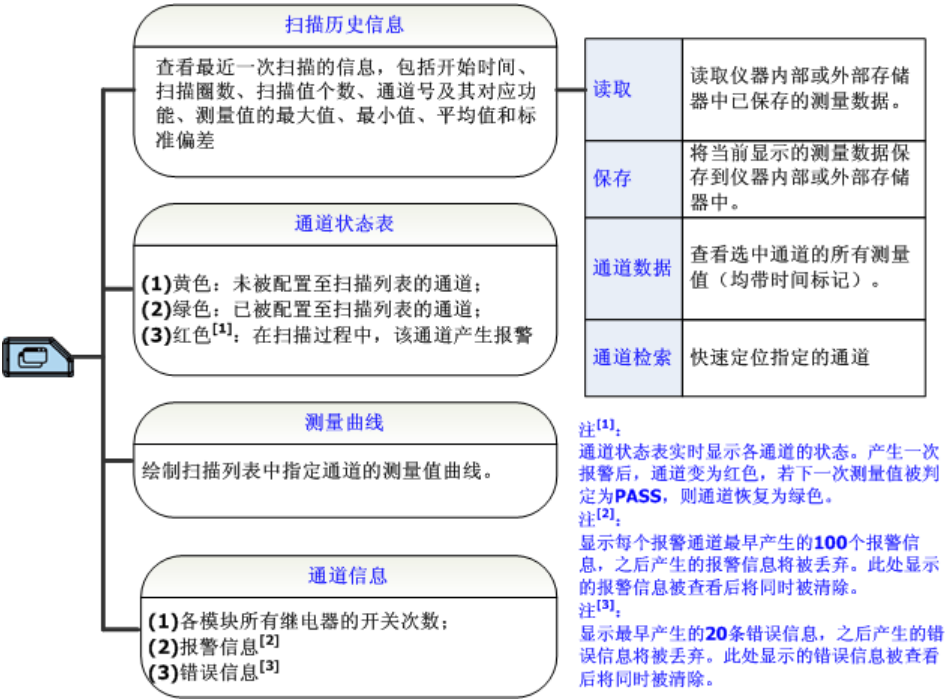 扫描历史信息
查看最近一次扫描的信息，包括开始时间、
扫描圈数、扫描值个数、通道号及其对应功
能、测量值的最大值、最小值、平均值和标
准偏差
读取
读取仪器内部或外部存储
器中已保存的测量数据。
保存
将当前显示的测量数据保
存到仪器内部或外部存储
器中。
通道数据
查看选中通道的所有测量
值（均带时间标记）。
通道检索
快速定位指定的通道
通道状态表
(1)黄色：未被配置至扫描列表的通道；
(2)绿色：已被配置至扫描列表的通道；
(3)红色[1]：在扫描过程中，该通道产生报警
测量曲线
绘制扫描列表中指定通道的测量值曲线。
通道信息
(1)各模块所有继电器的开关次数；
(2)报警信息[2]
(3)错误信息[3]
注[1]：
通道状态表实时显示各通道的状态。产生一次
报警后，通道变为红色，若下一次测量值被判
定为PASS，则通道恢复为绿色。
注[2]：
显示每个报警通道最早产生的100个报警信
息，之后产生的报警信息将被丢弃。此处显示
的报警信息被查看后将同时被清除。
注[3]：
显示最早产生的20条错误信息，之后产生的错
误信息将被丢弃。此处显示的错误信息被查看
后将同时被清除。